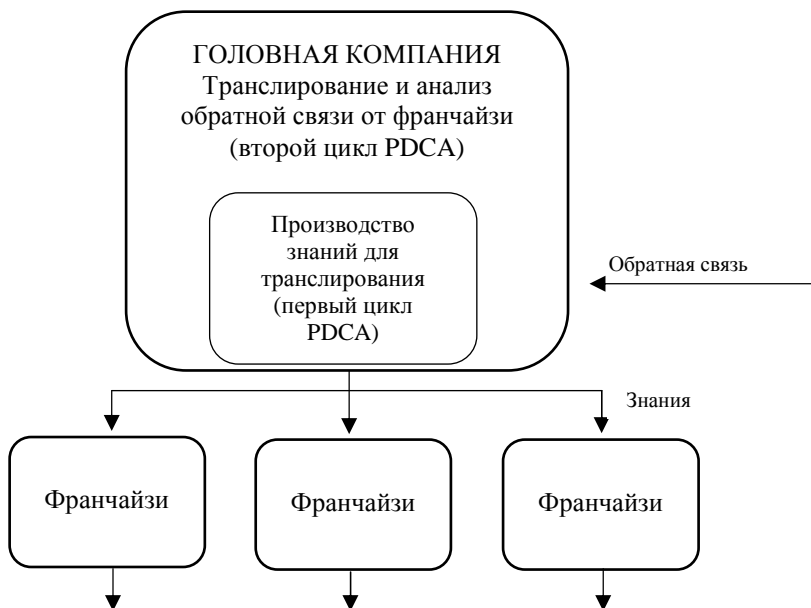 ГОЛОВНАЯ КОМПАНИЯ
Транслирование и анализ
обратной связи от франчайзи
(второй цикл PDCA)
Производство
знаний для
транслирования
(первый цикл
PDCA)
Обратная связь
Знания
Франчайзи
Франчайзи
Франчайзи